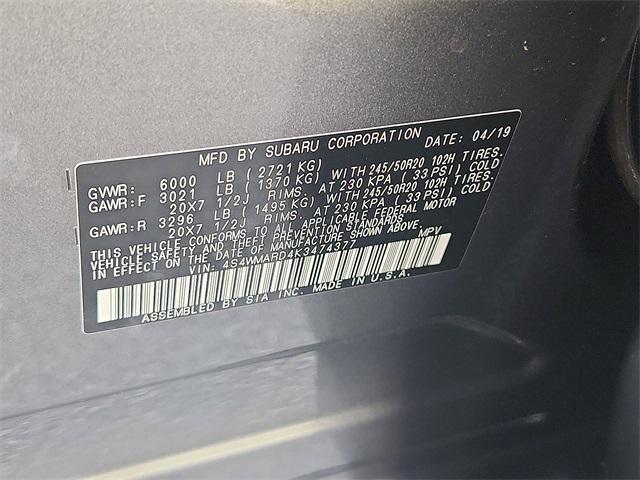 MFD BY SUBARU CORPORATION DATE: 04/19
GVWR: 6000 LB (2721 KG)
GAWR:F 3021 LB (1370 KG) WITH 245/50R20 102H TIRES.
20X7 1/2J RIMS. AT 230 KPA (33 PSI) COLD
GAWR:R 3296 LB (1495 KG) WITH 245/50R20 102H TIRES.
20X7 1/2J RIMS. AT 230 KPA (33 PSI) COLD
THIS VEHICLE CONFORMS TO ALL APPLICABLE FEDERAL MOTOR
VEHICLE SAFETY AND THEFT PREVENTION STANDARDS
IN EFFECT ON THE DATE OF MANUFACTURE SHOWN ABOVE.
VIN: 4S4WMARD4K3474377 MPV
ASSEMBLED BY SIA INC. MADE IN U.S.A.